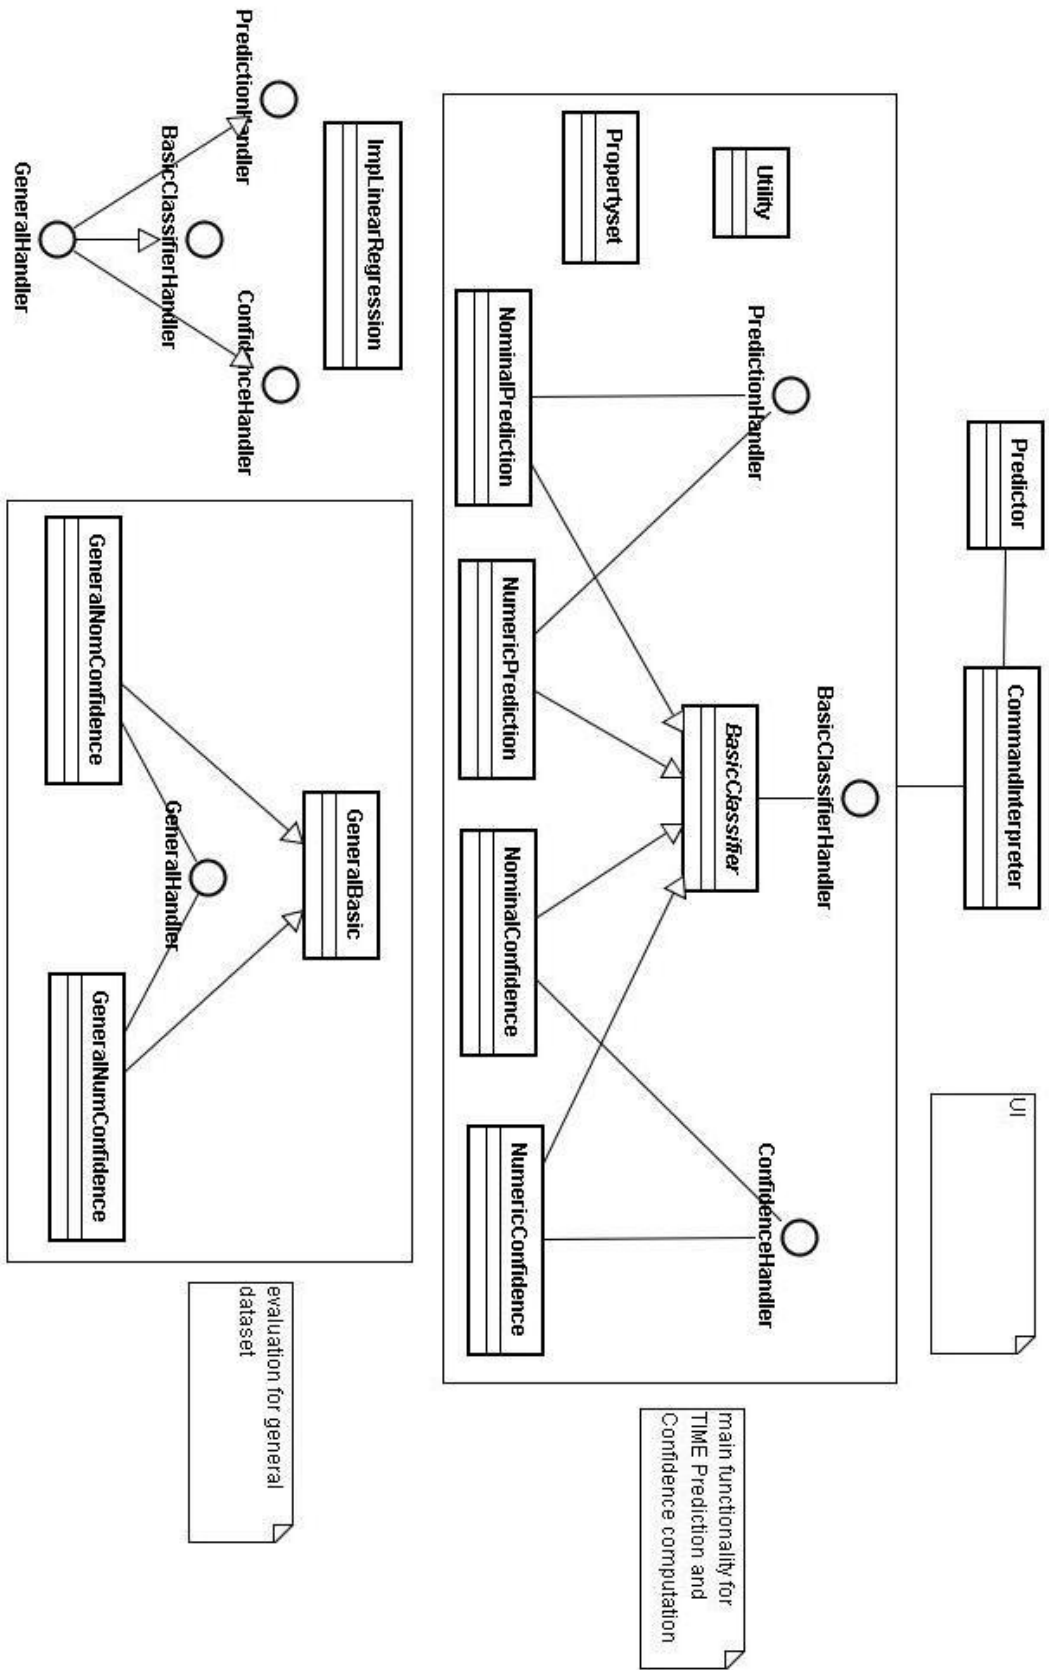 Predictor
CommandInterpreter
UI
BasicClassifierHandler
PredictionHandler
ConfidenceHandler
Utility
BasicClassifier
Propertyset
NominalPrediction
NumericPrediction
NominalConfidence
NumericConfidence
main functionality for
TIME Prediction and
Confidence computation
ImpLinearRegression
PredictionHandler
ConfidenceHandler
BasicClassifierHandler
GeneralHandler
GeneralBasic
GeneralHandler
GeneralNomConfidence
GeneralNumConfidence
evaluation for general
dataset